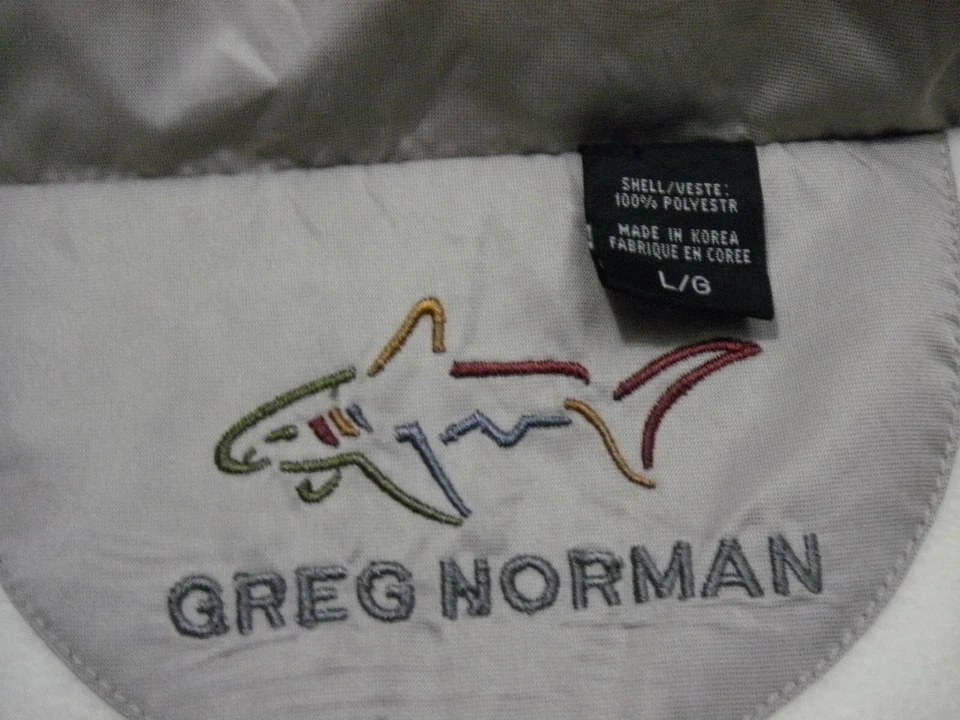 SHELL/VESTE:
100% POLYESTR
MADE IN KOREA
FABRIQUE EN COREE
L/G
GREG NORMAN